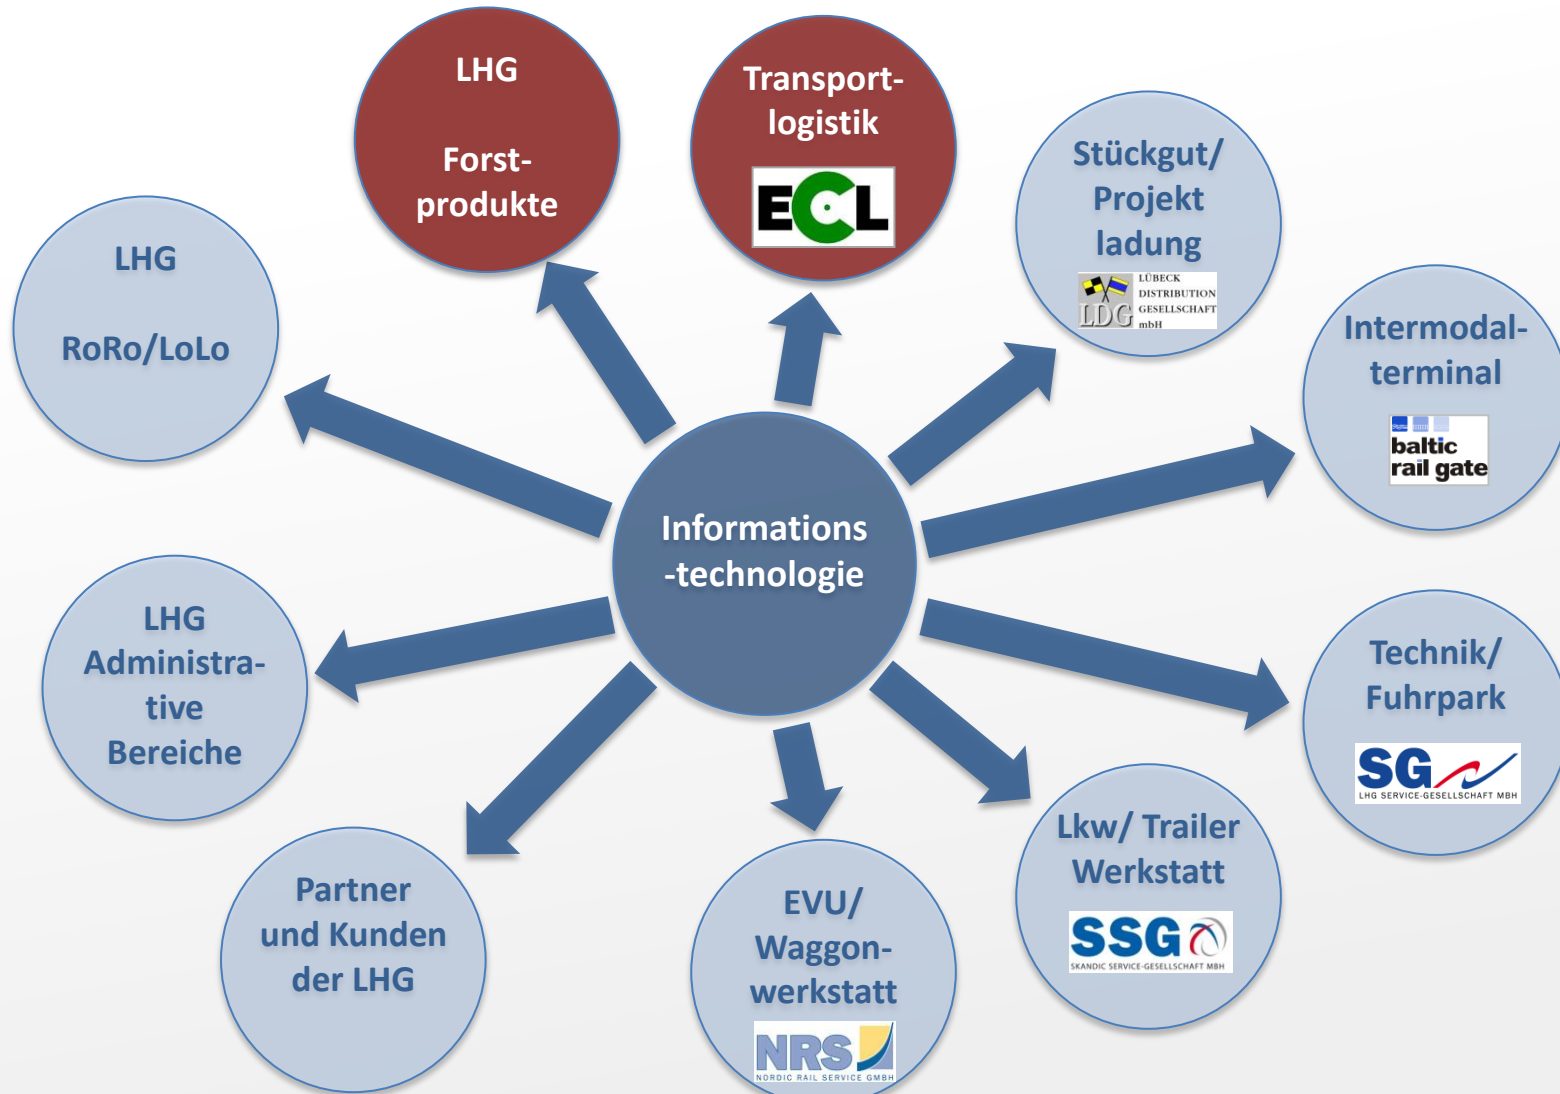 LHG
Forst-
produkte
Transport-
logistik
ECL
Stückgut/
Projekt
ladung
LDG
LÜBECK
DISTRIBUTION
GESELLSCHAFT
mbH
LHG
RoRo/LoLo
Intermodal-
terminal
baltic
rail gate
Informations
-technologie
LHG
Administra-
tive
Bereiche
Technik/
Fuhrpark
SG
LHG SERVICE-GESELLSCHAFT MBH
Lkw/ Trailer
Werkstatt
SSG
SKANDIC SERVICE-GESELLSCHAFT MBH
Partner
und Kunden
der LHG
EVU/
Waggon-
werkstatt
NRS
NORDIC RAIL SERVICE GMBH